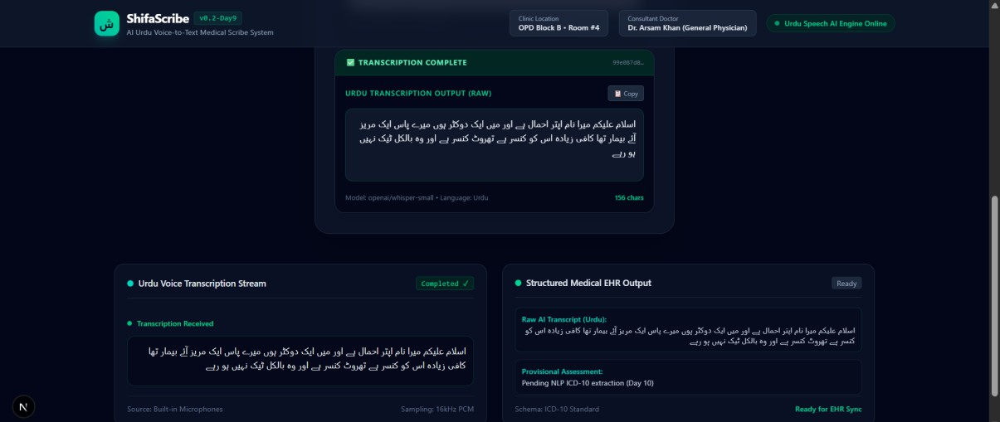 ش
ShifaScribe
v0.2-Day9
AI Urdu Voice-to-Text Medical Scribe System
Clinic Location
OPD Block B • Room #4
Consultant Doctor
Dr. Arsam Khan (General Physician)
Urdu Speech AI Engine Online
✅ TRANSCRIPTION COMPLETE
99e087d0…
URDU TRANSCRIPTION OUTPUT (RAW)
📋 Copy
اسلام علیکم میرا نام اپتر احمال ہے اور میں ایک دوکٹر ہوں میرے پاس ایک مریز
آئے بیمار تھا کافی زیادہ اس کو کنسر ہے تھروٹ کنسر ہے اور وہ بالکل ٹیک نہیں
ہو رہے
Model: openai/whisper-small • Language: Urdu
156 chars
Urdu Voice Transcription Stream
Completed ✓
Transcription Received
اسلام علیکم میرا نام اپتر احمال ہے اور میں ایک دوکٹر ہوں میرے پاس ایک مریز آئے بیمار تھا
کافی زیادہ اس کو کنسر ہے تھروٹ کنسر ہے اور وہ بالکل ٹیک نہیں ہو رہے
Source: Built-in Microphones
Sampling: 16kHz PCM
Structured Medical EHR Output
Ready
Raw AI Transcript (Urdu):
اسلام علیکم میرا نام اپتر احمال ہے اور میں ایک دوکٹر ہوں میرے پاس ایک مریز آئے بیمار تھا کافی زیادہ اس کو
کنسر ہے تھروٹ کنسر ہے اور وہ بالکل ٹیک نہیں ہو رہے
Provisional Assessment:
Pending NLP ICD-10 extraction (Day 10)
Schema: ICD-10 Standard
Ready for EHR Sync
N